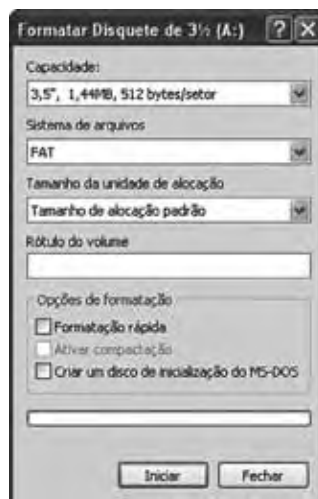 Formatar Disquete de 3½ (A:)
Capacidade:
3,5", 1,44MB, 512 bytes/setor
Sistema de arquivos
FAT
Tamanho da unidade de alocação
Tamanho de alocação padrão
Rótulo do volume
Opções de formatação
Formatação rápida
Ativar compactação
Criar um disco de inicialização do MS-DOS
Iniciar
Fechar